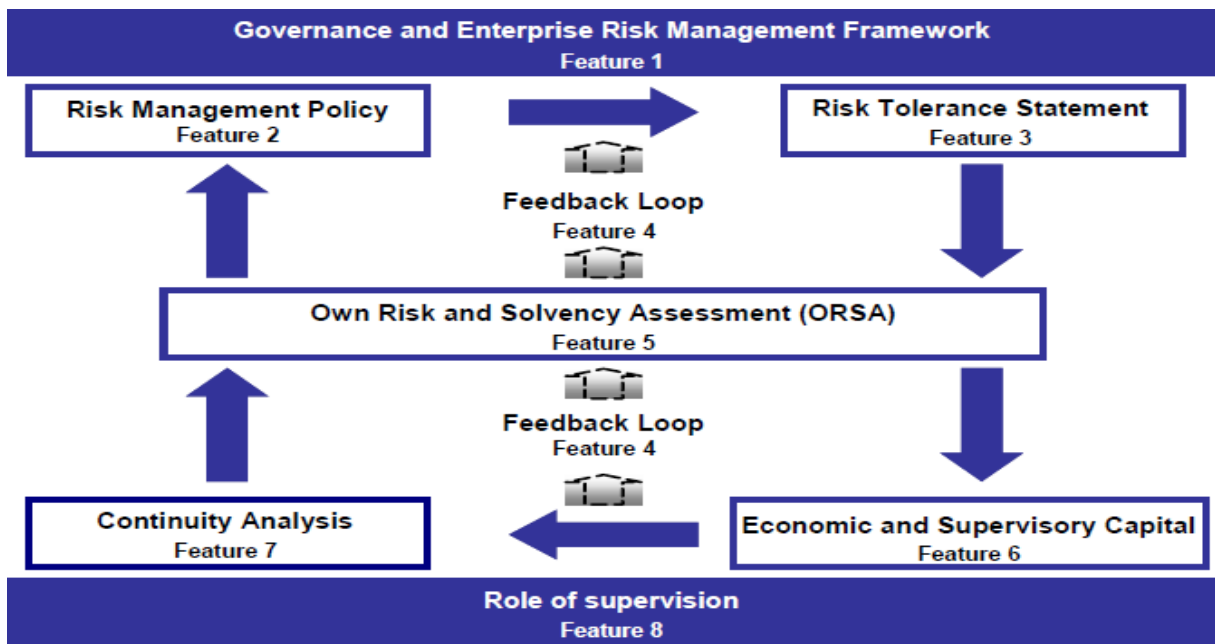 Governance and Enterprise Risk Management Framework
Feature 1
Risk Management Policy
Feature 2
Risk Tolerance Statement
Feature 3
Feedback Loop
Feature 4
Own Risk and Solvency Assessment (ORSA)
Feature 5
Feedback Loop
Feature 4
Continuity Analysis
Feature 7
Economic and Supervisory Capital
Feature 6
Role of supervision
Feature 8